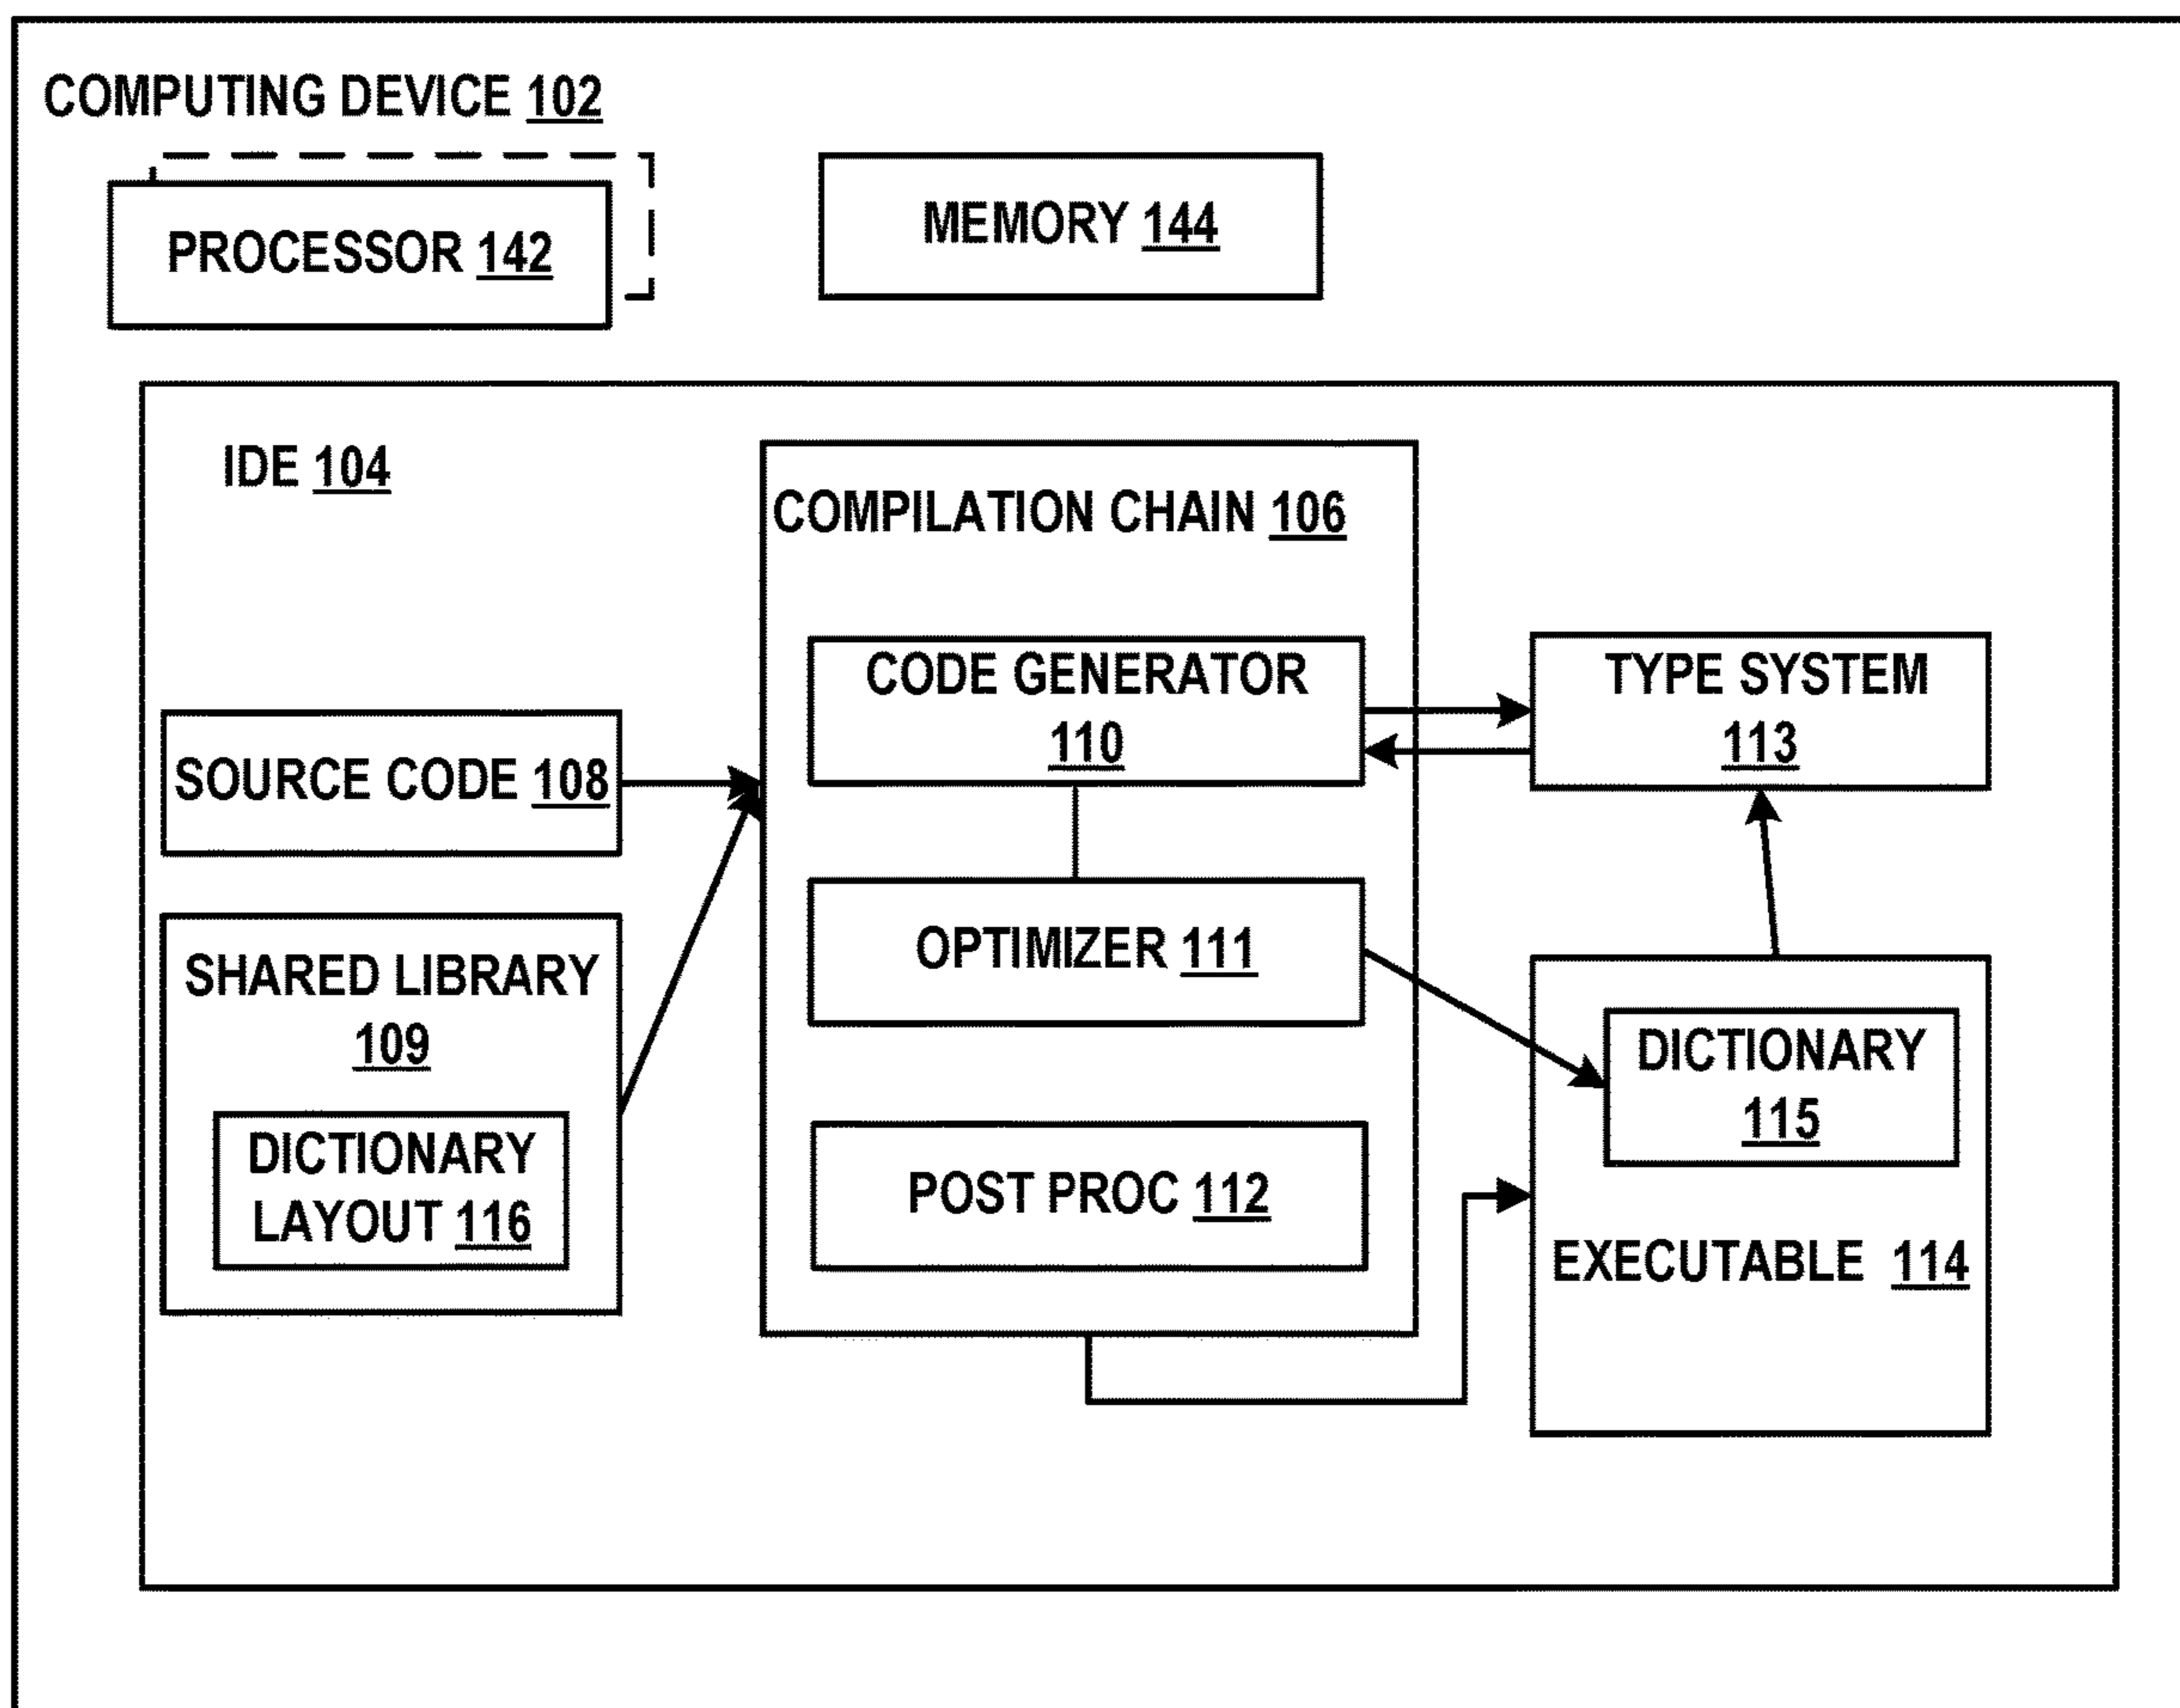 COMPUTING DEVICE 102
PROCESSOR 142
MEMORY 144
IDE 104
COMPILATION CHAIN 106
SOURCE CODE 108
SHARED LIBRARY
109
DICTIONARY
LAYOUT 116
CODE GENERATOR
110
OPTIMIZER 111
POST PROC 112
TYPE SYSTEM
113
DICTIONARY
115
EXECUTABLE 114